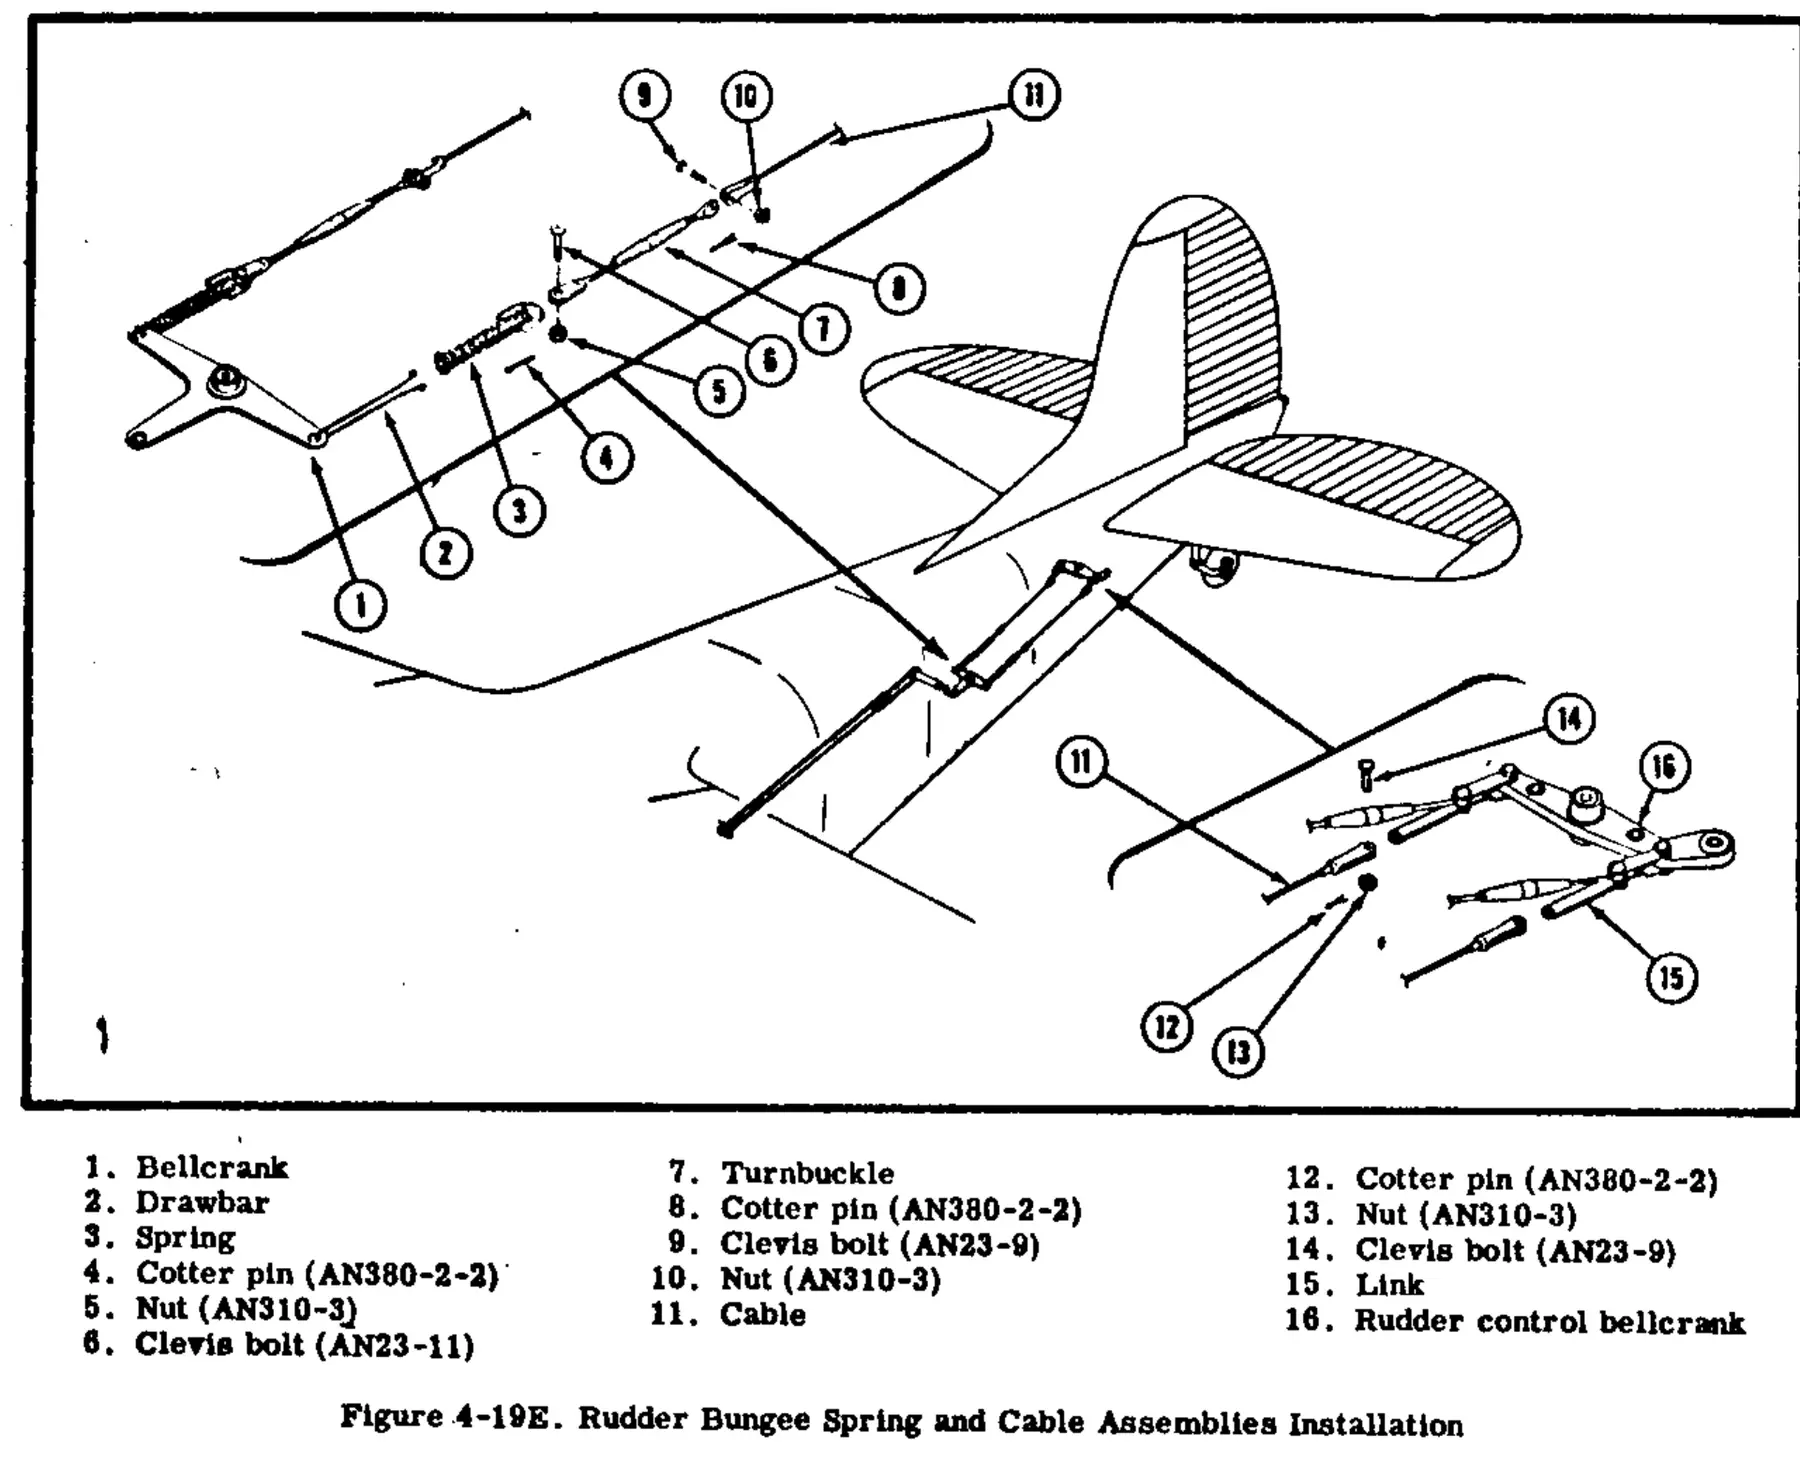 9 10 11
8
7
6
5
4
3
2
1
14
11 16
15
12
13
1. Bellcrank
2. Drawbar
3. Spring
4. Cotter pin (AN380-2-2)
5. Nut (AN310-3)
6. Clevis bolt (AN23-11)
7. Turnbuckle
8. Cotter pin (AN380-2-2)
9. Clevis bolt (AN23-9)
10. Nut (AN310-3)
11. Cable
12. Cotter pin (AN380-2-2)
13. Nut (AN310-3)
14. Clevis bolt (AN23-9)
15. Link
16. Rudder control bellcrank
Figure 4-19E. Rudder Bungee Spring and Cable Assemblies Installation